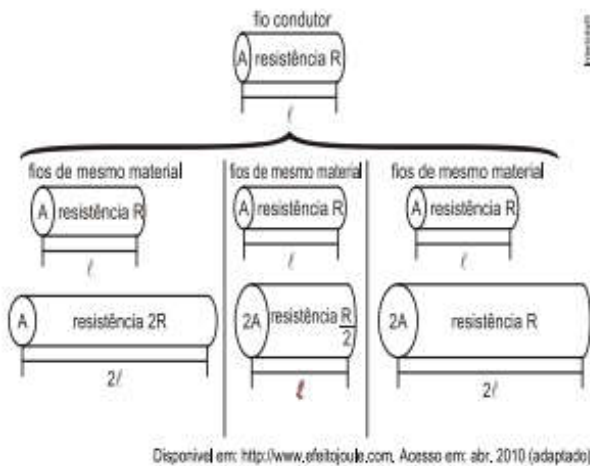 fio condutor
A resistência R
ℓ
fios de mesmo material
A resistência R
ℓ
A resistência 2R
2ℓ
fios de mesmo material
A resistência R
ℓ
2A resistência R/2
ℓ
fios de mesmo material
A resistência R
ℓ
2A resistência R
2ℓ
Disponível em: http://www.efeitojoule.com. Acesso em: abr. 2010 (adaptado)